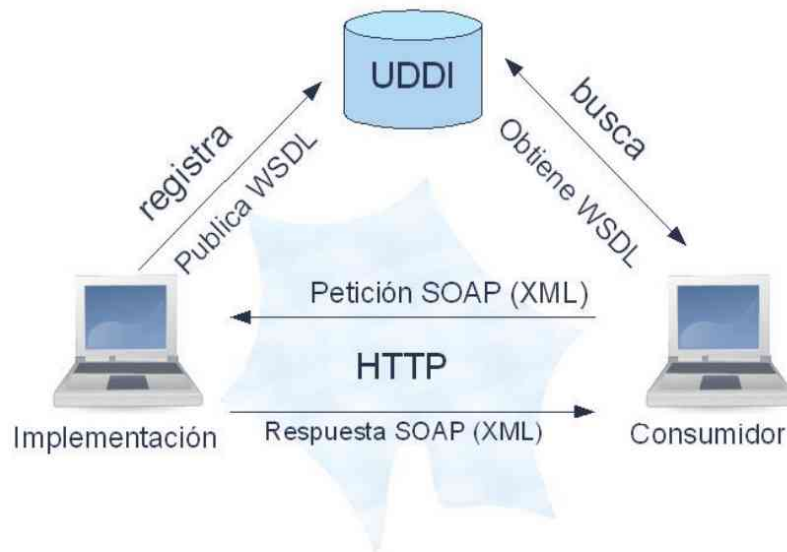 UDDI
registra
Publica WSDL
busca
Obtiene WSDL
Petición SOAP (XML)
HTTP
Respuesta SOAP (XML)
Implementación
Consumidor